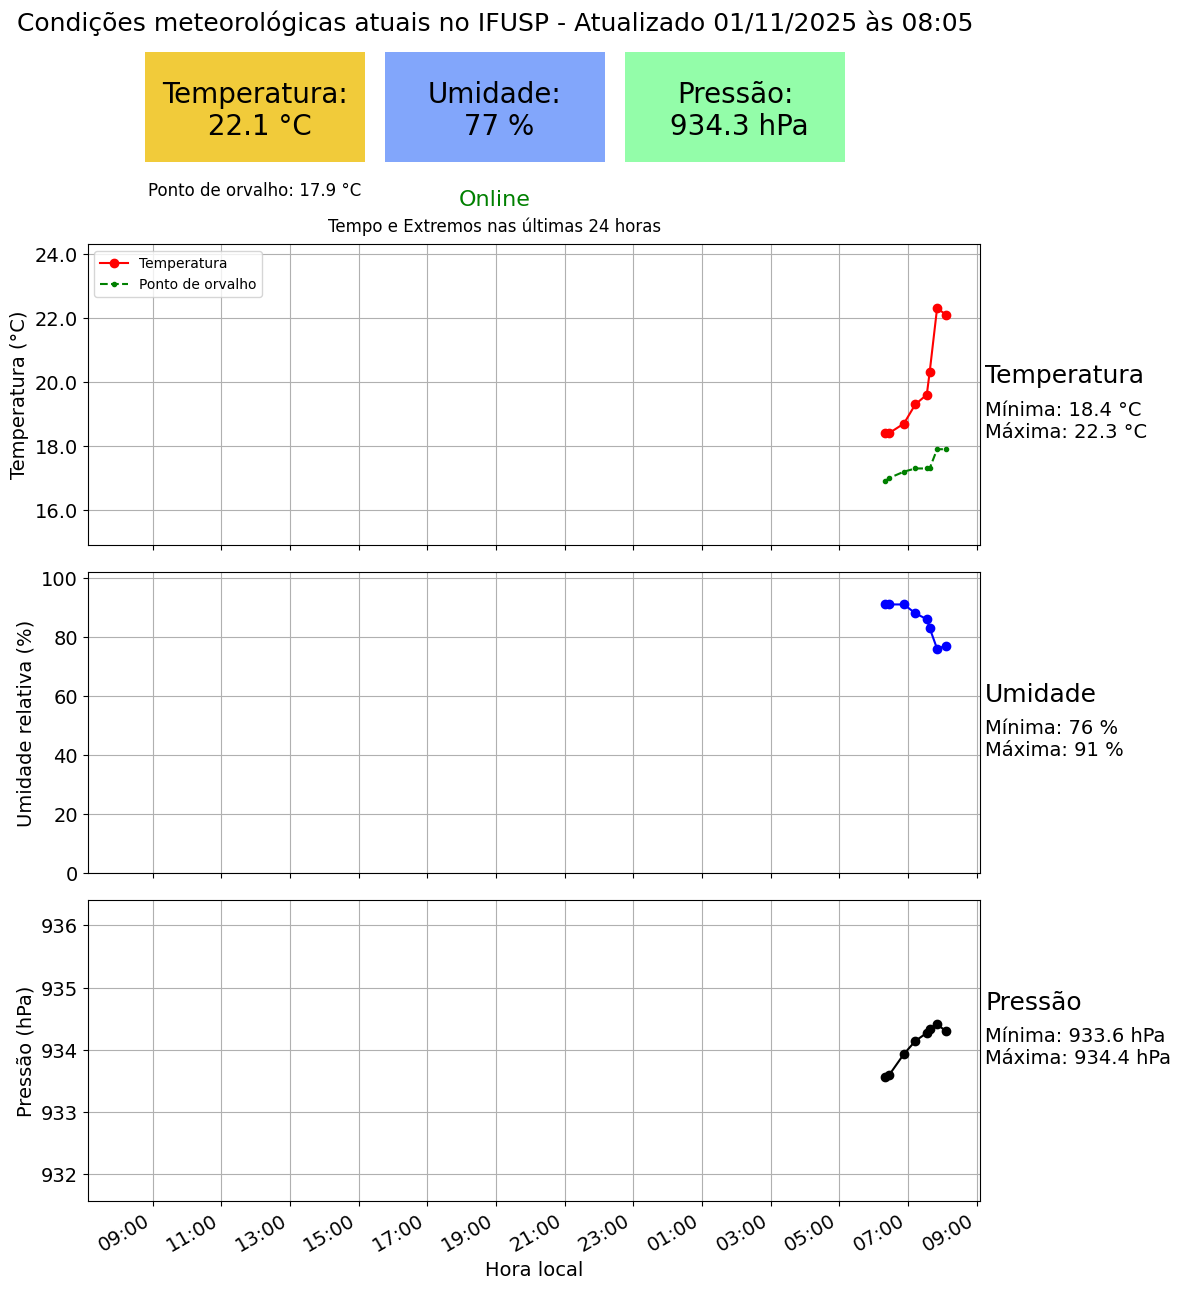 Condições meteorológicas atuais no IFUSP - Atualizado 01/11/2025 às 08:05
Temperatura:
22.1 °C
Umidade:
77 %
Pressão:
934.3 hPa
Ponto de orvalho: 17.9 °C
Online
Tempo e Extremos nas últimas 24 horas
Temperatura (°C)
24.0
22.0
20.0
18.0
16.0
Temperatura
Ponto de orvalho
Temperatura
Mínima: 18.4 °C
Máxima: 22.3 °C
Umidade relativa (%)
100
80
60
40
20
0
Umidade
Mínima: 76 %
Máxima: 91 %
Pressão (hPa)
936
935
934
933
932
Pressão
Mínima: 933.6 hPa
Máxima: 934.4 hPa
09:00 11:00 13:00 15:00 17:00 19:00 21:00 23:00 01:00 03:00 05:00 07:00 09:00
Hora local